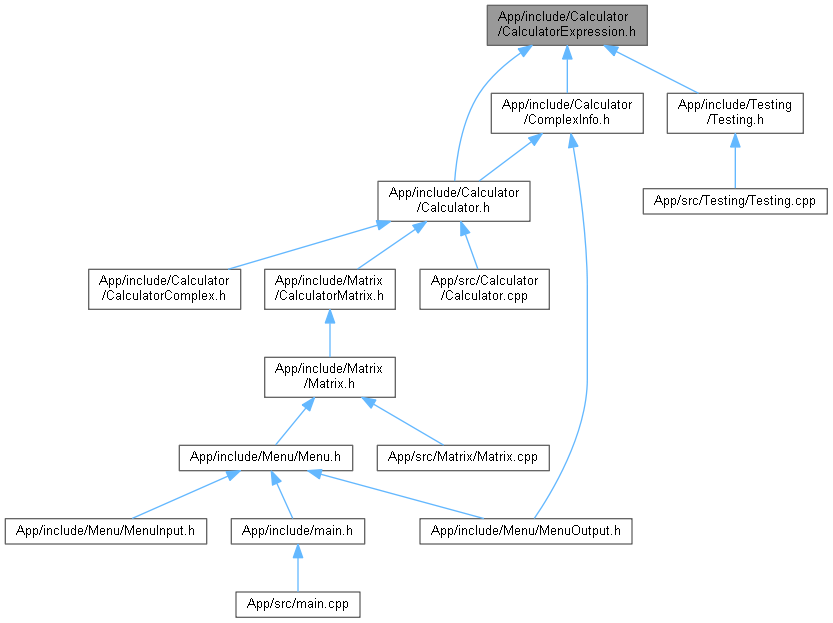 App/include/Calculator
/CalculatorExpression.h
App/include/Calculator
/ComplexInfo.h
App/include/Testing
/Testing.h
App/include/Calculator
/Calculator.h
App/src/Testing/Testing.cpp
App/include/Calculator
/CalculatorComplex.h
App/include/Matrix
/CalculatorMatrix.h
App/src/Calculator
/Calculator.cpp
App/include/Matrix
/Matrix.h
App/include/Menu/Menu.h
App/src/Matrix/Matrix.cpp
App/include/Menu/MenuInput.h
App/include/main.h
App/include/Menu/MenuOutput.h
App/src/main.cpp